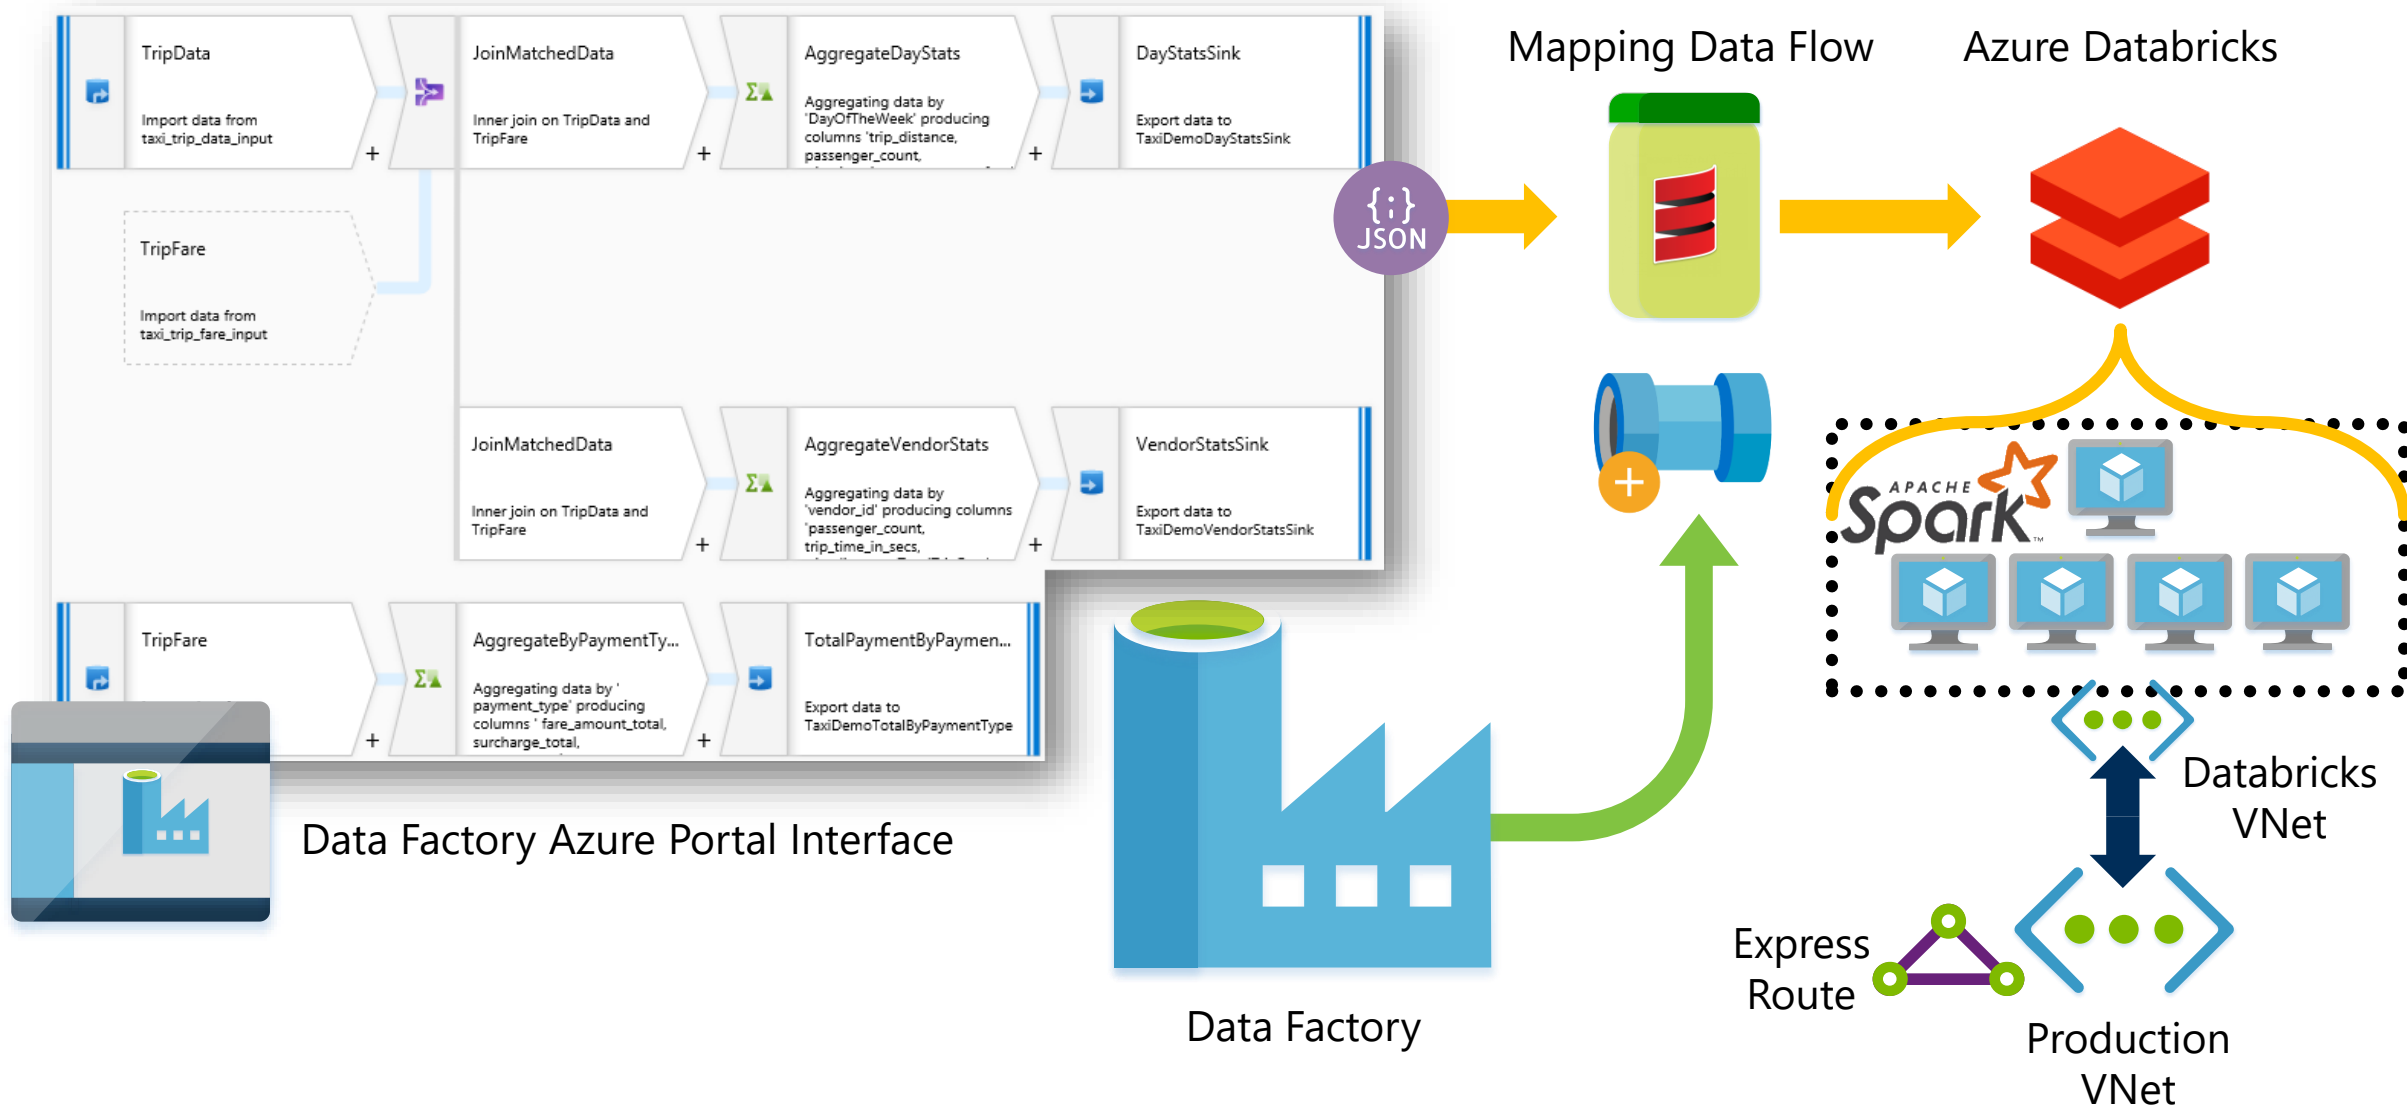 TripData
Import data from
taxi_trip_data_input
+
JoinMatchedData
Inner join on TripData and
TripFare
+
AggregateDayStats
Aggregating data by
'DayOfTheWeek' producing
columns 'trip_distance,
passenger_count,
+
DayStatsSink
Export data to
TaxiDemoDayStatsSink
TripFare
Import data from
taxi_trip_fare_input
JoinMatchedData
Inner join on TripData and
TripFare
+
AggregateVendorStats
Aggregating data by
'vendor_id' producing columns
'passenger_count,
trip_time_in_secs,
+
VendorStatsSink
Export data to
TaxiDemoVendorStatsSink
TripFare
+
AggregateByPaymentTy...
Aggregating data by '
payment_type' producing
columns ' fare_amount_total,
surcharge_total,
+
TotalPaymentByPaymen...
Export data to
TaxiDemoTotalByPaymentType
Data Factory Azure Portal Interface
{;}
JSON
Mapping Data Flow
Azure Databricks
APACHE
Spark™
Data Factory
Databricks
VNet
Express
Route
Production
VNet